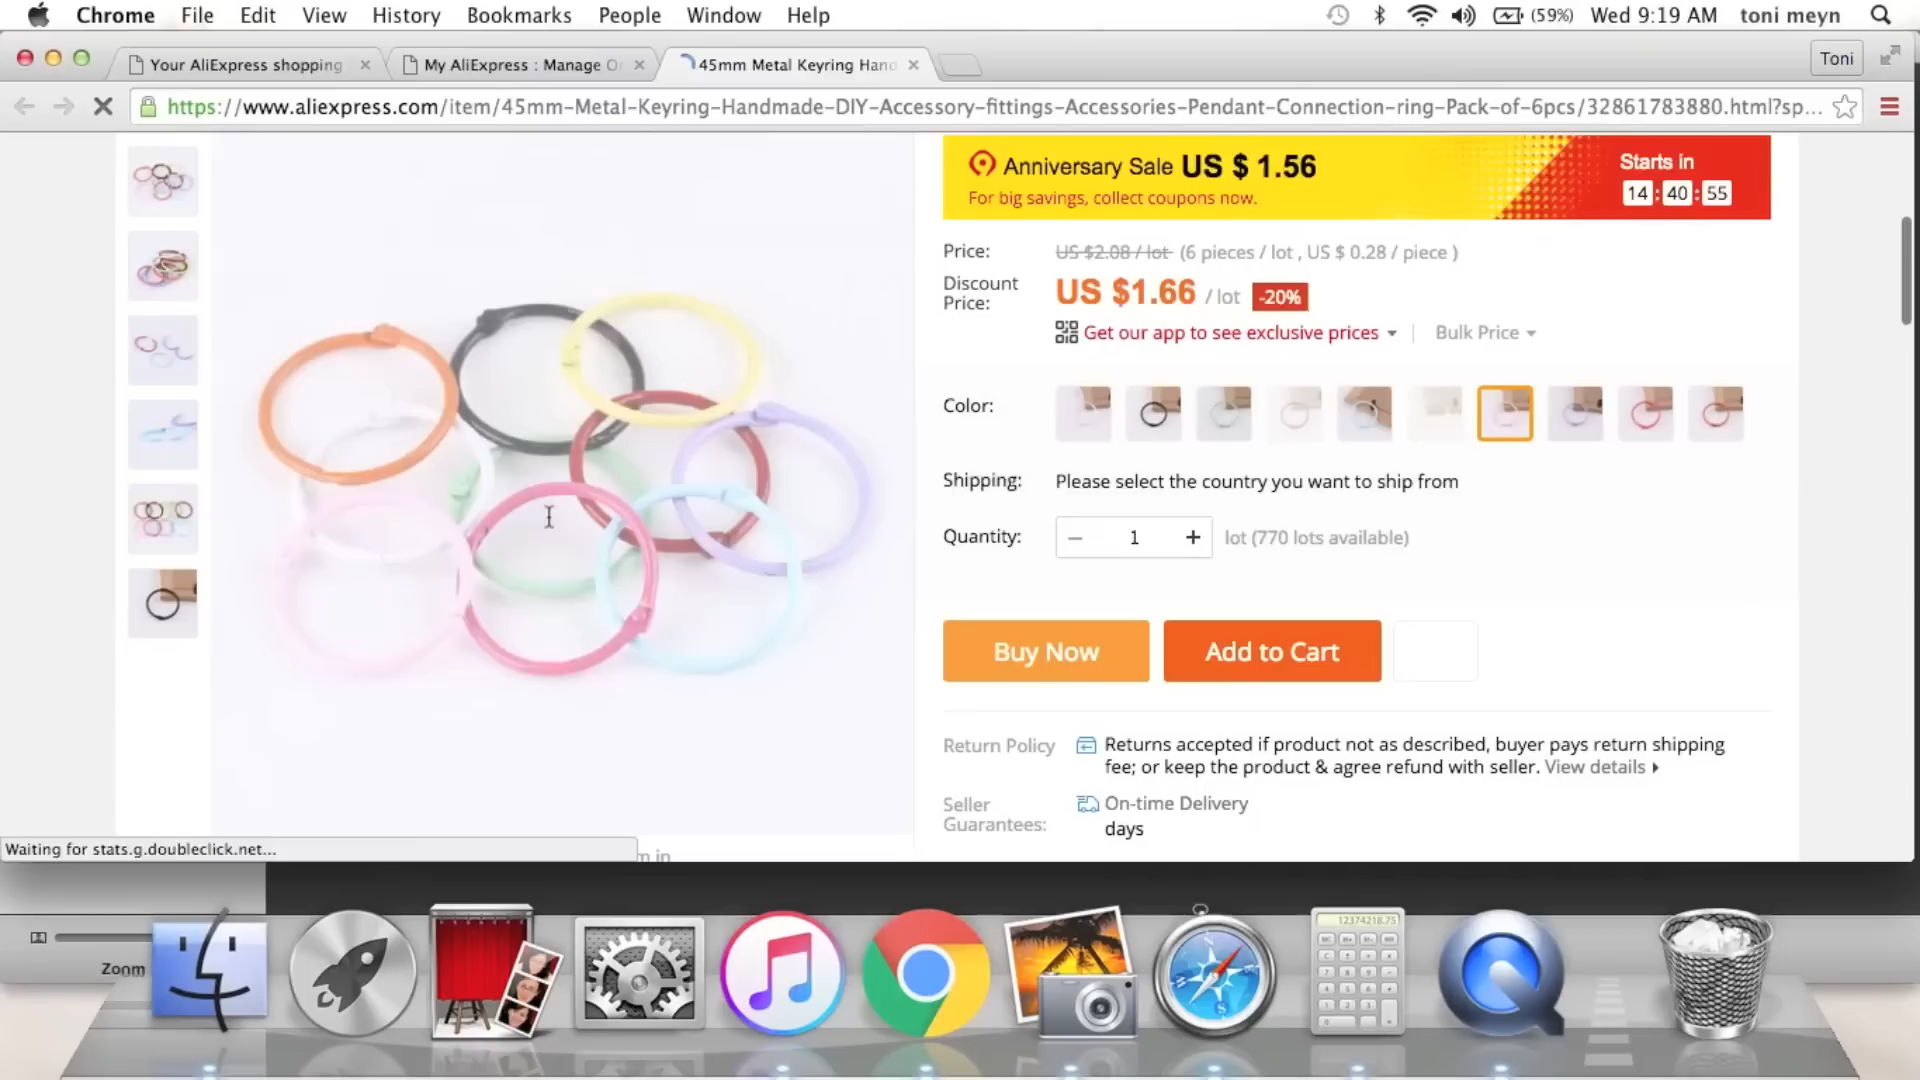 Chrome File Edit View History Bookmarks People Window Help (59%) Wed 9:19 AM toni meyn
Your AliExpress shopping My AliExpress : Manage O 45mm Metal Keyring Hand Toni
https://www.aliexpress.com/item/45mm-Metal-Keyring-Handmade-DIY-Accessory-fittings-Accessories-Pendant-Connection-ring-Pack-of-6pcs/32861783880.html?sp...
Anniversary Sale US $ 1.56
For big savings, collect coupons now.
Starts in
14:40:55
Price: US $2.08 / lot (6 pieces / lot , US $ 0.28 / piece )
Discount Price: US $1.66 / lot -20%
Get our app to see exclusive prices Bulk Price
Color:
Shipping: Please select the country you want to ship from
Quantity: − 1 + lot (770 lots available)
Buy Now Add to Cart
Return Policy Returns accepted if product not as described, buyer pays return shipping
fee; or keep the product & agree refund with seller. View details
Seller Guarantees: On-time Delivery
days
Waiting for stats.g.doubleclick.net...
Zoom
12374218.75